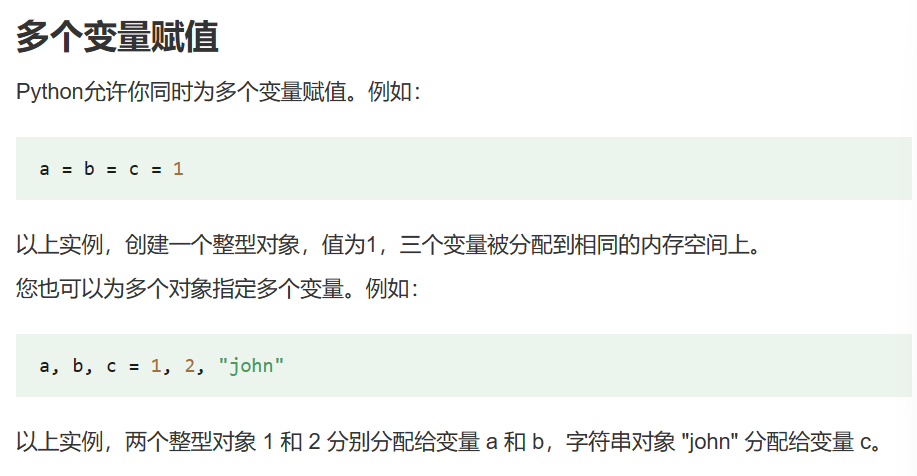 多个变量赋值
Python允许你同时为多个变量赋值。例如：
a = b = c = 1
以上实例，创建一个整型对象，值为1，三个变量被分配到相同的内存空间上。
您也可以为多个对象指定多个变量。例如：
a, b, c = 1, 2, "john"
以上实例，两个整型对象 1 和 2 分别分配给变量 a 和 b，字符串对象 "john" 分配给变量 c。